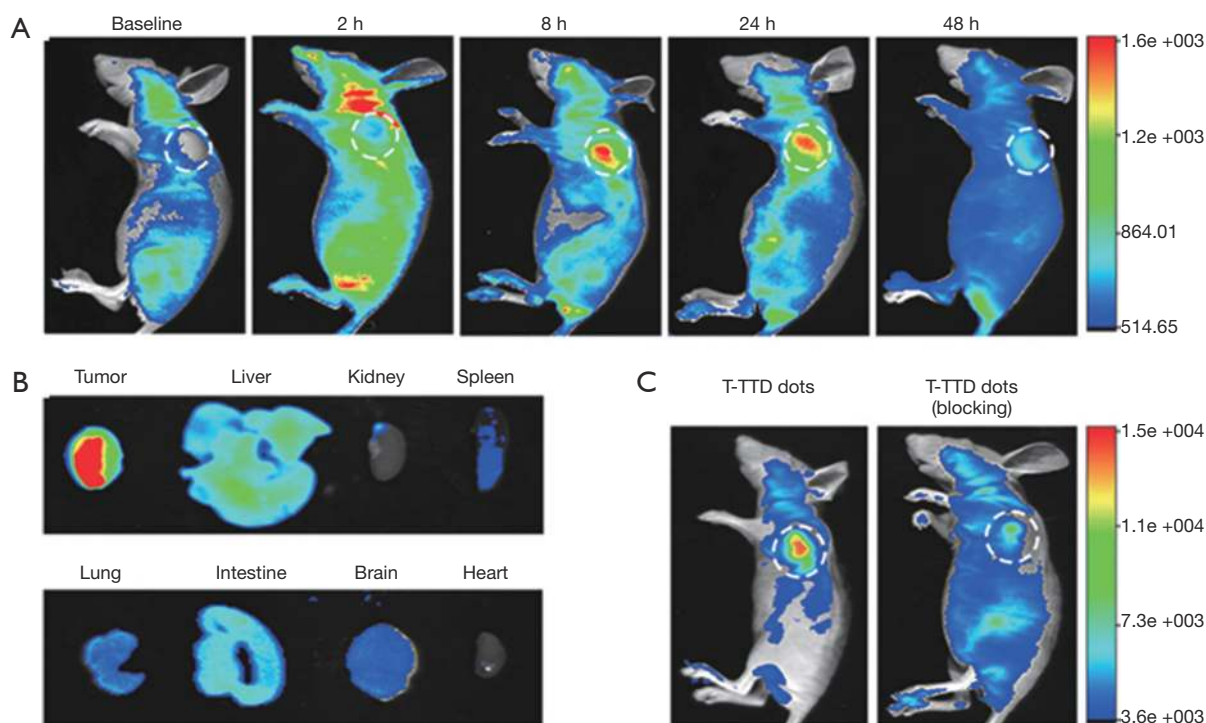 A
Baseline
2 h
8 h
24 h
48 h
1.6e +003
1.2e +003
864.01
514.65
B
Tumor
Liver
Kidney
Spleen
Lung
Intestine
Brain
Heart
C
T-TTD dots
T-TTD dots
(blocking)
1.5e +004
1.1e +004
7.3e +003
3.6e +003